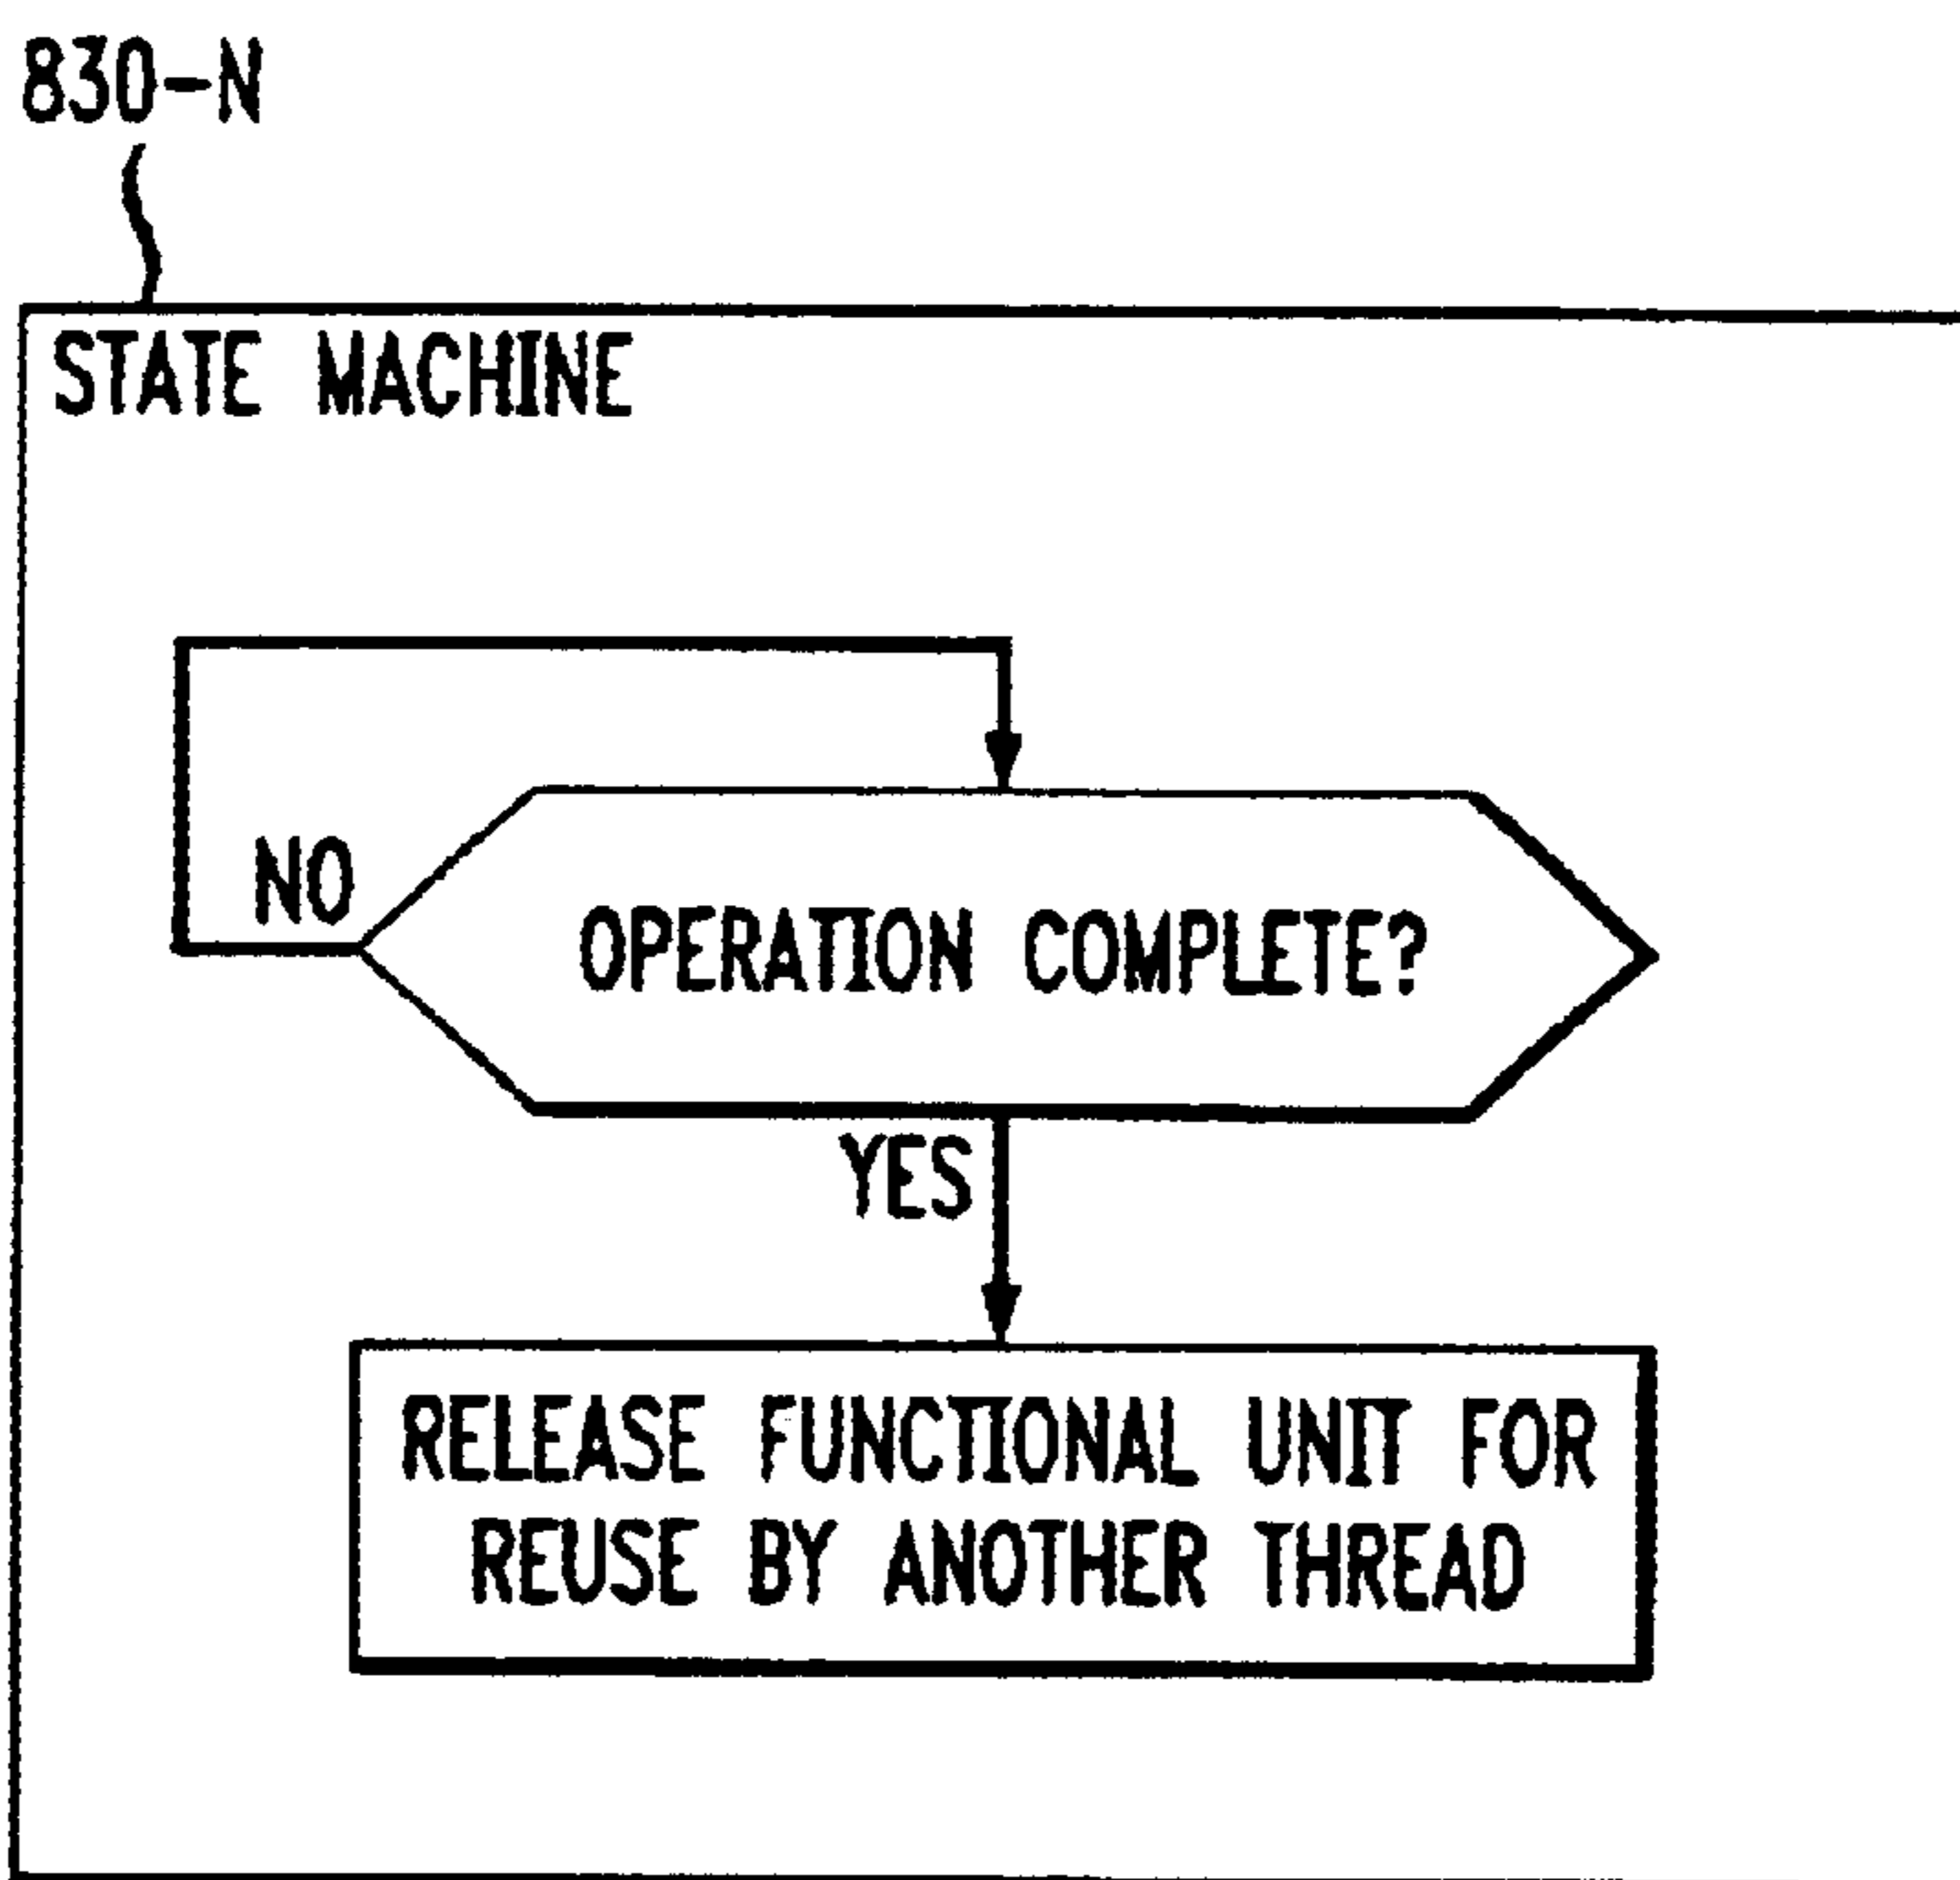 830-N
STATE MACHINE
NO
OPERATION COMPLETE?
YES
RELEASE FUNCTIONAL UNIT FOR
REUSE BY ANOTHER THREAD